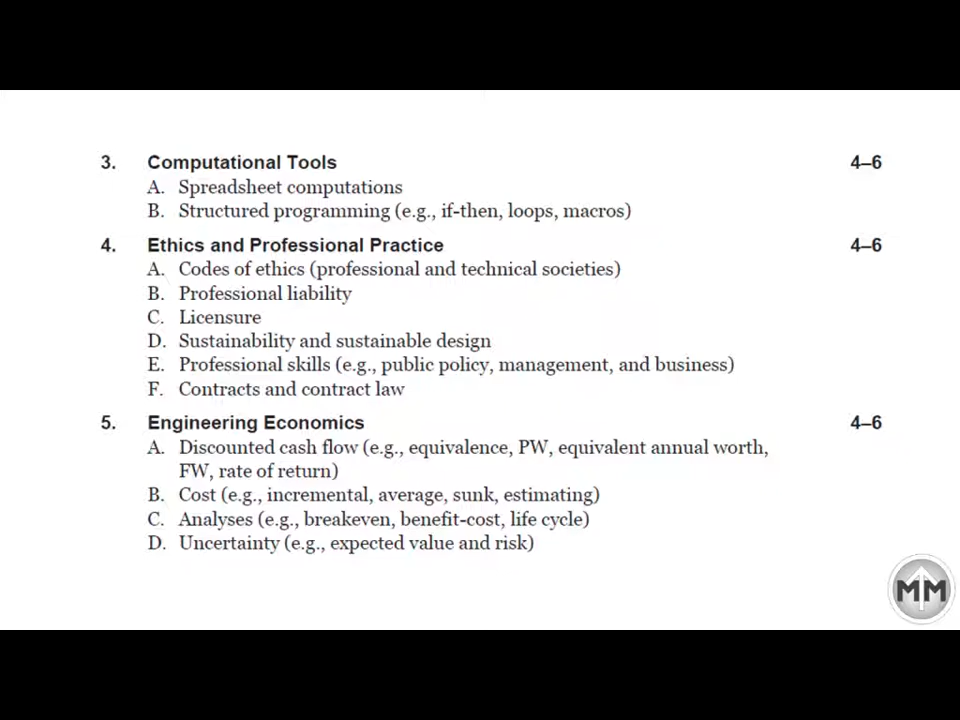 3. Computational Tools 4–6
A. Spreadsheet computations
B. Structured programming (e.g., if-then, loops, macros)
4. Ethics and Professional Practice 4–6
A. Codes of ethics (professional and technical societies)
B. Professional liability
C. Licensure
D. Sustainability and sustainable design
E. Professional skills (e.g., public policy, management, and business)
F. Contracts and contract law
5. Engineering Economics 4–6
A. Discounted cash flow (e.g., equivalence, PW, equivalent annual worth,
FW, rate of return)
B. Cost (e.g., incremental, average, sunk, estimating)
C. Analyses (e.g., breakeven, benefit-cost, life cycle)
D. Uncertainty (e.g., expected value and risk)
MM